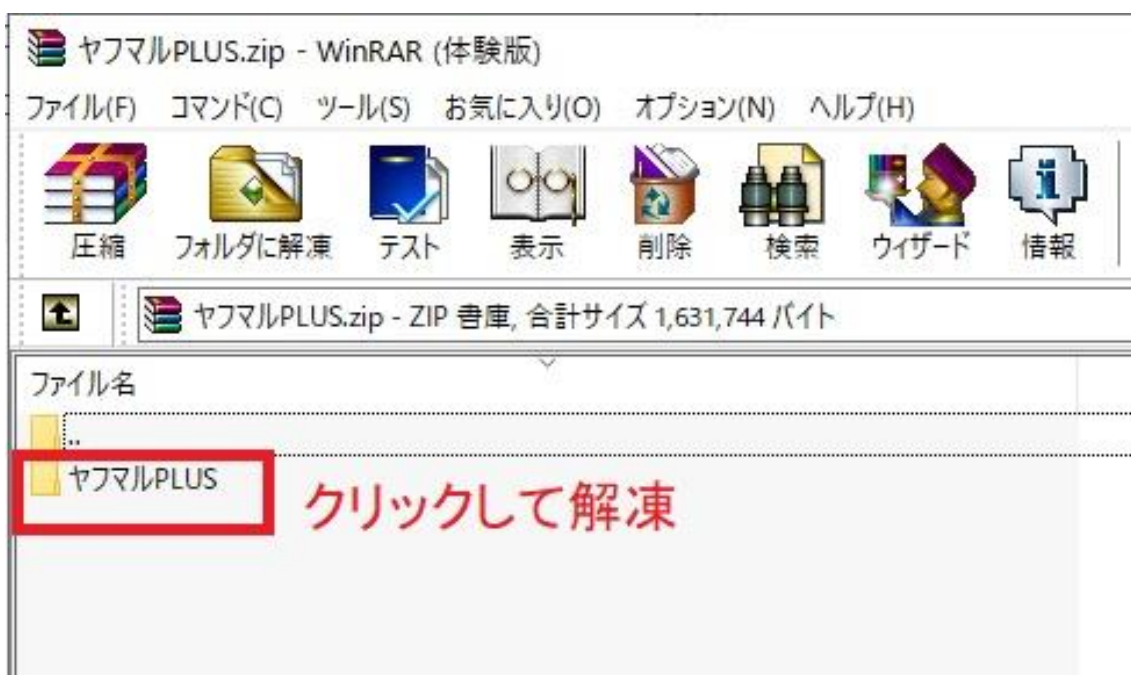 ヤフマルPLUS.zip - WinRAR (体験版)
ファイル(F) コマンド(C) ツール(S) お気に入り(O) オプション(N) ヘルプ(H)
圧縮 フォルダに解凍 テスト 表示 削除 検索 ウィザード 情報
ヤフマルPLUS.zip - ZIP 書庫, 合計サイズ 1,631,744 バイト
ファイル名
..
ヤフマルPLUS
クリックして解凍